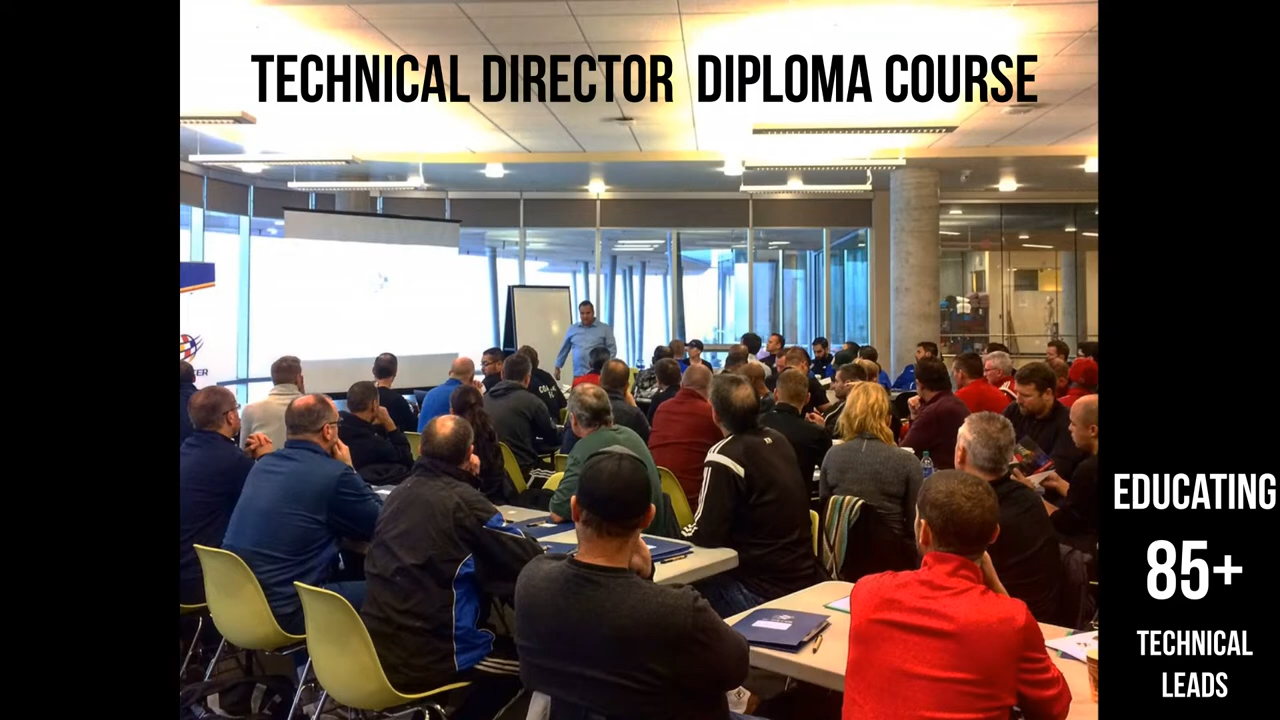 TECHNICAL DIRECTOR DIPLOMA COURSE
EDUCATING
85+
TECHNICAL
LEADS